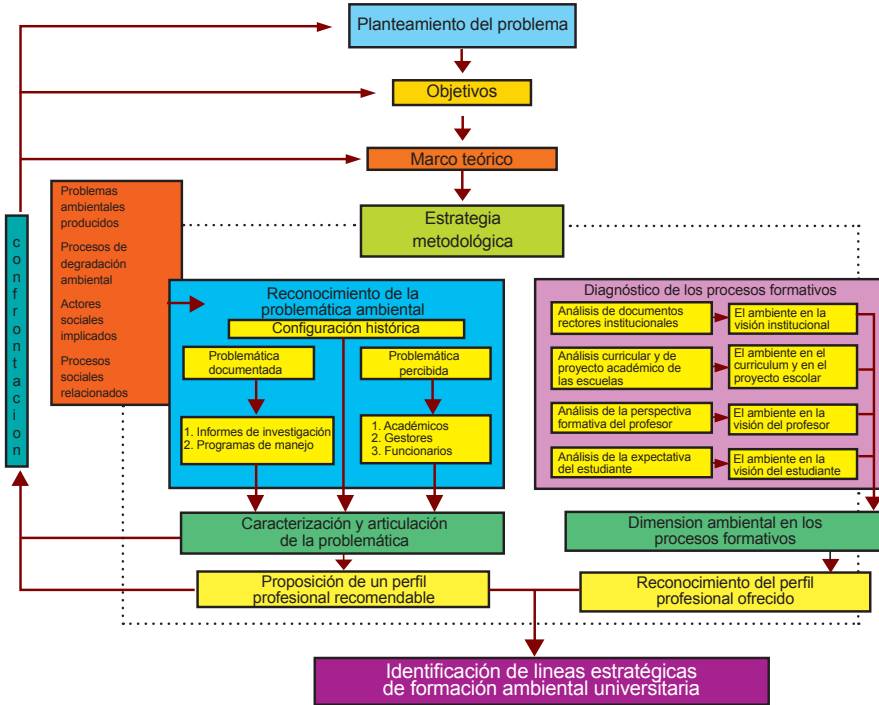 Planteamiento del problema
Objetivos
Marco teórico
Estrategia
metodológica
confrontacion
Problemas
ambientales
producidos
Procesos de
degradación
ambiental
Actores
sociales
implicados
Procesos
sociales
relacionados
Reconocimiento de la
problemática ambiental
Configuración histórica
Problemática
documentada
Problemática
percibida
1. Informes de investigación
2. Programas de manejo
1. Académicos
2. Gestores
3. Funcionarios
Diagnóstico de los procesos formativos
Análisis de documentos
rectores institucionales
El ambiente en la
visión institucional
Análisis curricular y de
proyecto académico de
las escuelas
El ambiente en el
curriculum y en el
proyecto escolar
Análisis de la perspectiva
formativa del profesor
El ambiente en la
visión del profesor
Análisis de la expectativa
del estudiante
El ambiente en la
visión del estudiante
Caracterización y articulación
de la problemática
Dimension ambiental en los
procesos formativos
Proposición de un perfil
profesional recomendable
Reconocimiento del perfil
profesional ofrecido
Identificación de lineas estratégicas
de formación ambiental universitaria